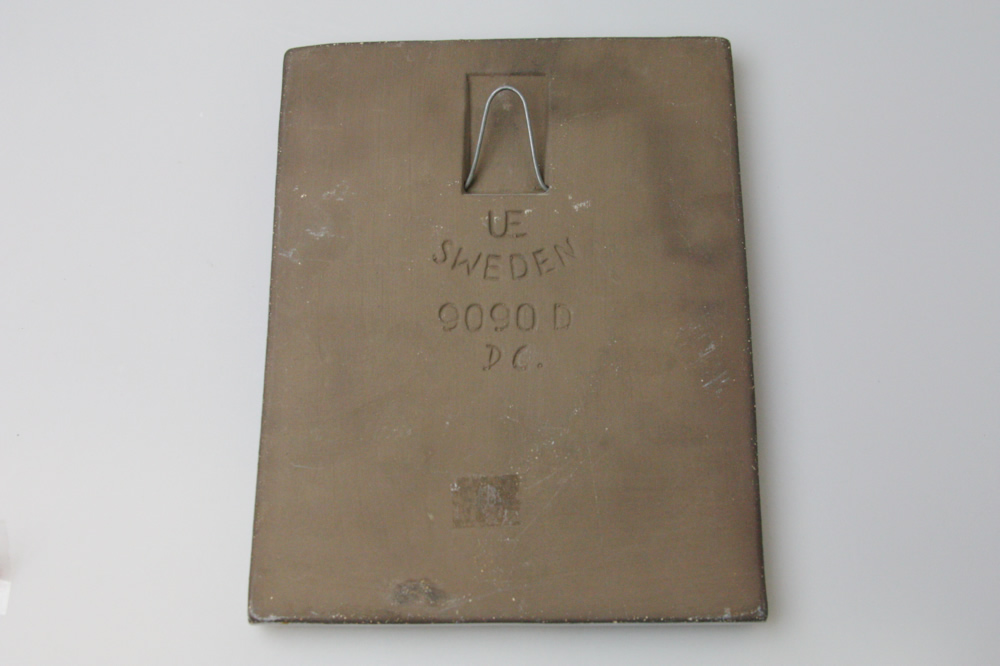 UE
SWEDEN
9090 D
D C.